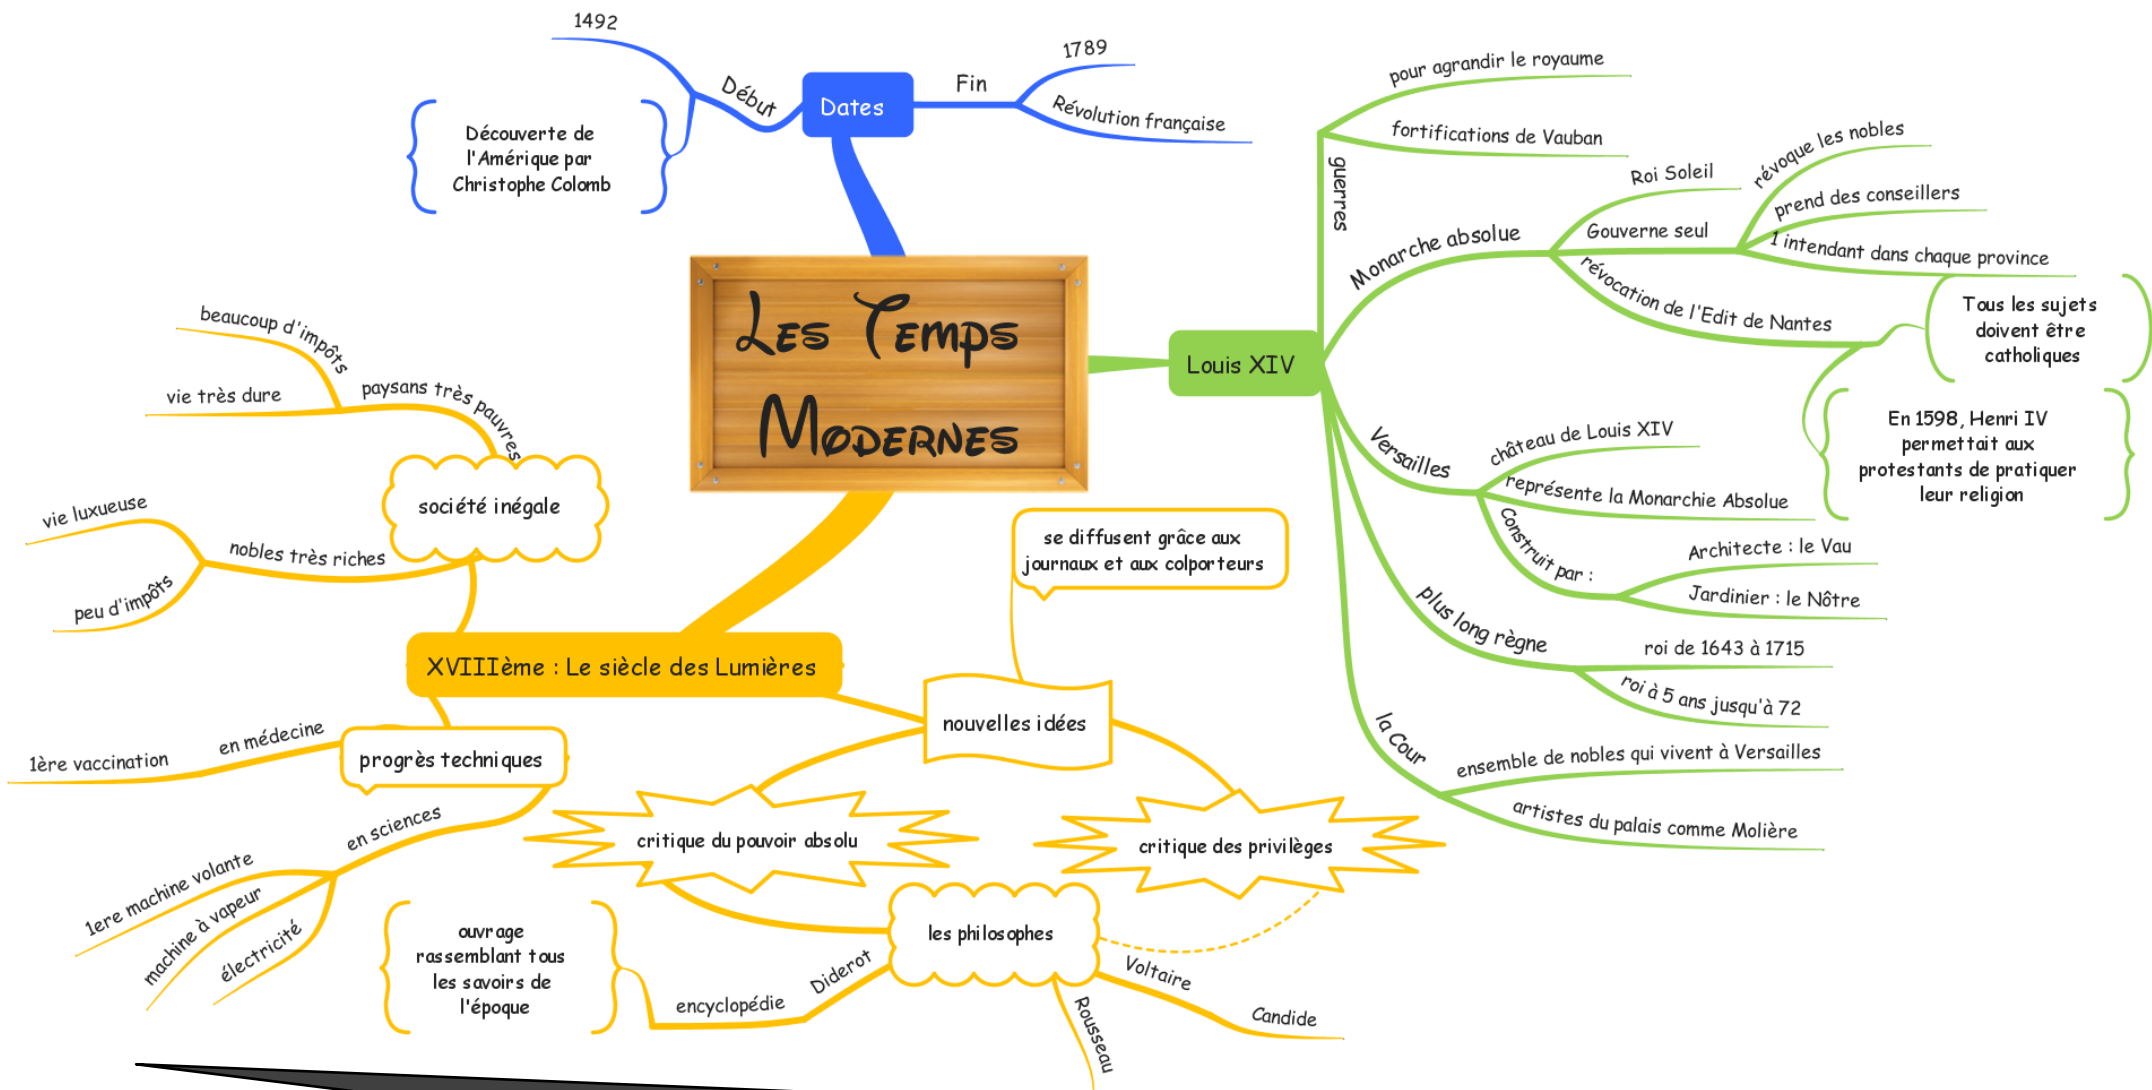 Les Temps
Modernes
Dates
Début
1492
Découverte de
l'Amérique par
Christophe Colomb
Fin
1789
Révolution française
Louis XIV
guerres
pour agrandir le royaume
fortifications de Vauban
Monarche absolue
Roi Soleil
Gouverne seul
révoque les nobles
prend des conseillers
1 intendant dans chaque province
révocation de l'Edit de Nantes
Tous les sujets
doivent être
catholiques
En 1598, Henri IV
permettait aux
protestants de pratiquer
leur religion
Versailles
château de Louis XIV
représente la Monarchie Absolue
Construit par :
Architecte : le Vau
Jardinier : le Nôtre
plus long règne
roi de 1643 à 1715
roi à 5 ans jusqu'à 72
la Cour
ensemble de nobles qui vivent à Versailles
artistes du palais comme Molière
XVIIIème : Le siècle des Lumières
société inégale
paysans très pauvres
beaucoup d'impôts
vie très dure
nobles très riches
vie luxueuse
peu d'impôts
progrès techniques
en médecine
1ère vaccination
en sciences
1ere machine volante
machine à vapeur
électricité
nouvelles idées
se diffusent grâce aux
journaux et aux colporteurs
critique du pouvoir absolu
critique des privilèges
les philosophes
Diderot
encyclopédie
ouvrage
rassemblant tous
les savoirs de
l'époque
Voltaire
Candide
Rousseau